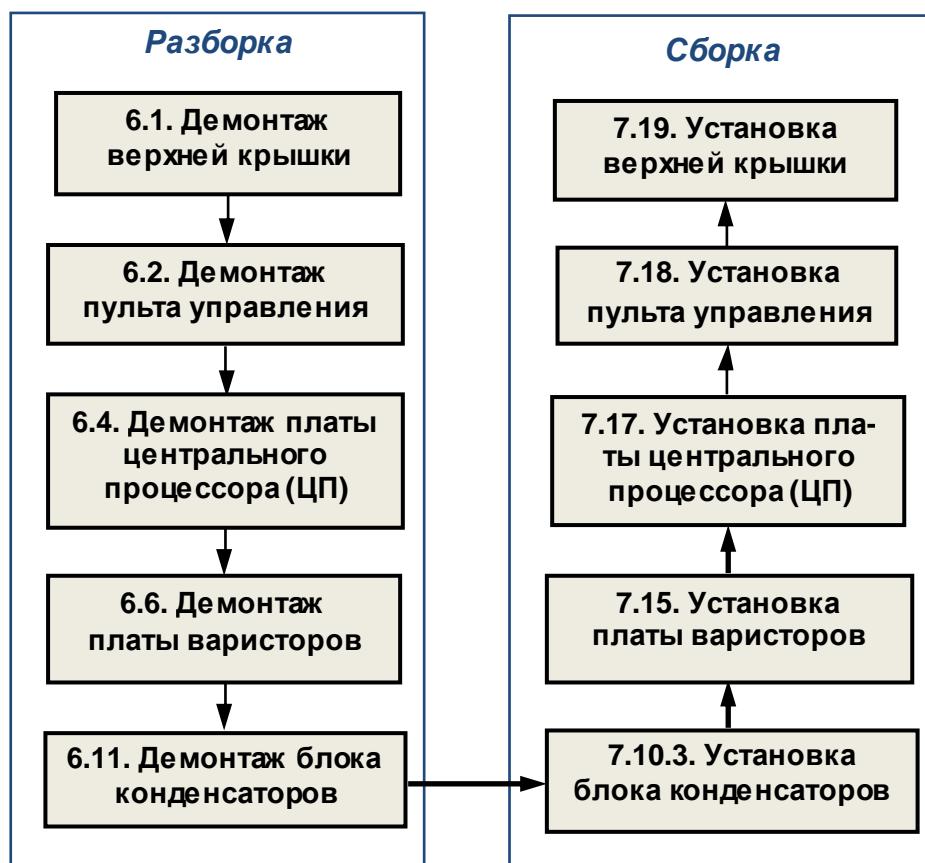 Разборка
6.1. Демонтаж
верхней крышки
6.2. Демонтаж
пульта управления
6.4. Демонтаж платы
центрального
процессора (ЦП)
6.6. Демонтаж
платы варисторов
6.11. Демонтаж блока
конденсаторов
Сборка
7.19. Установка
верхней крышки
7.18. Установка
пульта управления
7.17. Установка пла-
ты центрального
процессора (ЦП)
7.15. Установка
платы варисторов
7.10.3. Установка
блока конденсаторов